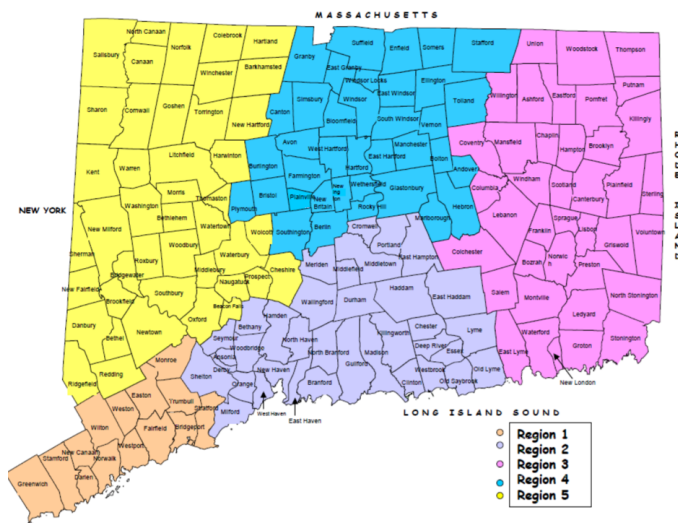 MASSACHUSETTS
North Canaan
Colebrook
Hartland
Suffield
Enfield
Somers
Stafford
Union
Woodstock
Thompson
Salisbury
Norfolk
Granby
Canaan
East Granby
Winchester
Barkhamsted
Windsor Locks
Ellington
Putnam
Sharon
Cornwall
Goshen
Torrington
New Hartford
Canton
Simsbury
Windsor
East Windsor
Tolland
Willington
Ashford
Eastford
Pomfret
Killingly
Bloomfield
South Windsor
Vernon
Kent
Warren
Litchfield
Harwinton
Burlington
Avon
West Hartford
Hartford
East Hartford
Manchester
Bolton
Coventry
Mansfield
Chaplin
Hampton
Brooklyn
Andover
Farmington
Morris
Thomaston
Bristol
Plainville
New Britain
Newington
Wethersfield
Glastonbury
Columbia
Windham
Scotland
Canterbury
Plainfield
Sterling
NEW YORK
Washington
Bethlehem
Plymouth
Rocky Hill
Hebron
Lebanon
Marlborough
New Milford
Watertown
Wolcott
Southington
Berlin
Cromwell
Portland
Franklin
Sprague
Lisbon
Griswold
Voluntown
Woodbury
Roxbury
Waterbury
Cheshire
Meriden
Middletown
East Hampton
Colchester
Bozrah
Norwich
Preston
Sherman
Bridgewater
Middlebury
Naugatuck
Prospect
Middlefield
New Fairfield
Brookfield
Southbury
Oxford
Beacon Falls
Wallingford
Durham
Haddam
East Haddam
Salem
Montville
North Stonington
Ledyard
Danbury
Bethel
Newtown
Seymour
Bethany
Hamden
North Haven
Killingworth
Chester
Lyme
Waterford
Monroe
Ansonia
Woodbridge
North Branford
Guilford
Madison
Deep River
Essex
East Lyme
Groton
Stonington
Ridgefield
Redding
Shelton
Derby
Orange
New Haven
Branford
Westbrook
Old Saybrook
Old Lyme
Clinton
New London
Easton
Trumbull
Stratford
Milford
West Haven
East Haven
LONG ISLAND SOUND
Weston
Wilton
Fairfield
Bridgeport
New Canaan
Westport
Stamford
Norwalk
Darien
Greenwich
Region 1
Region 2
Region 3
Region 4
Region 5